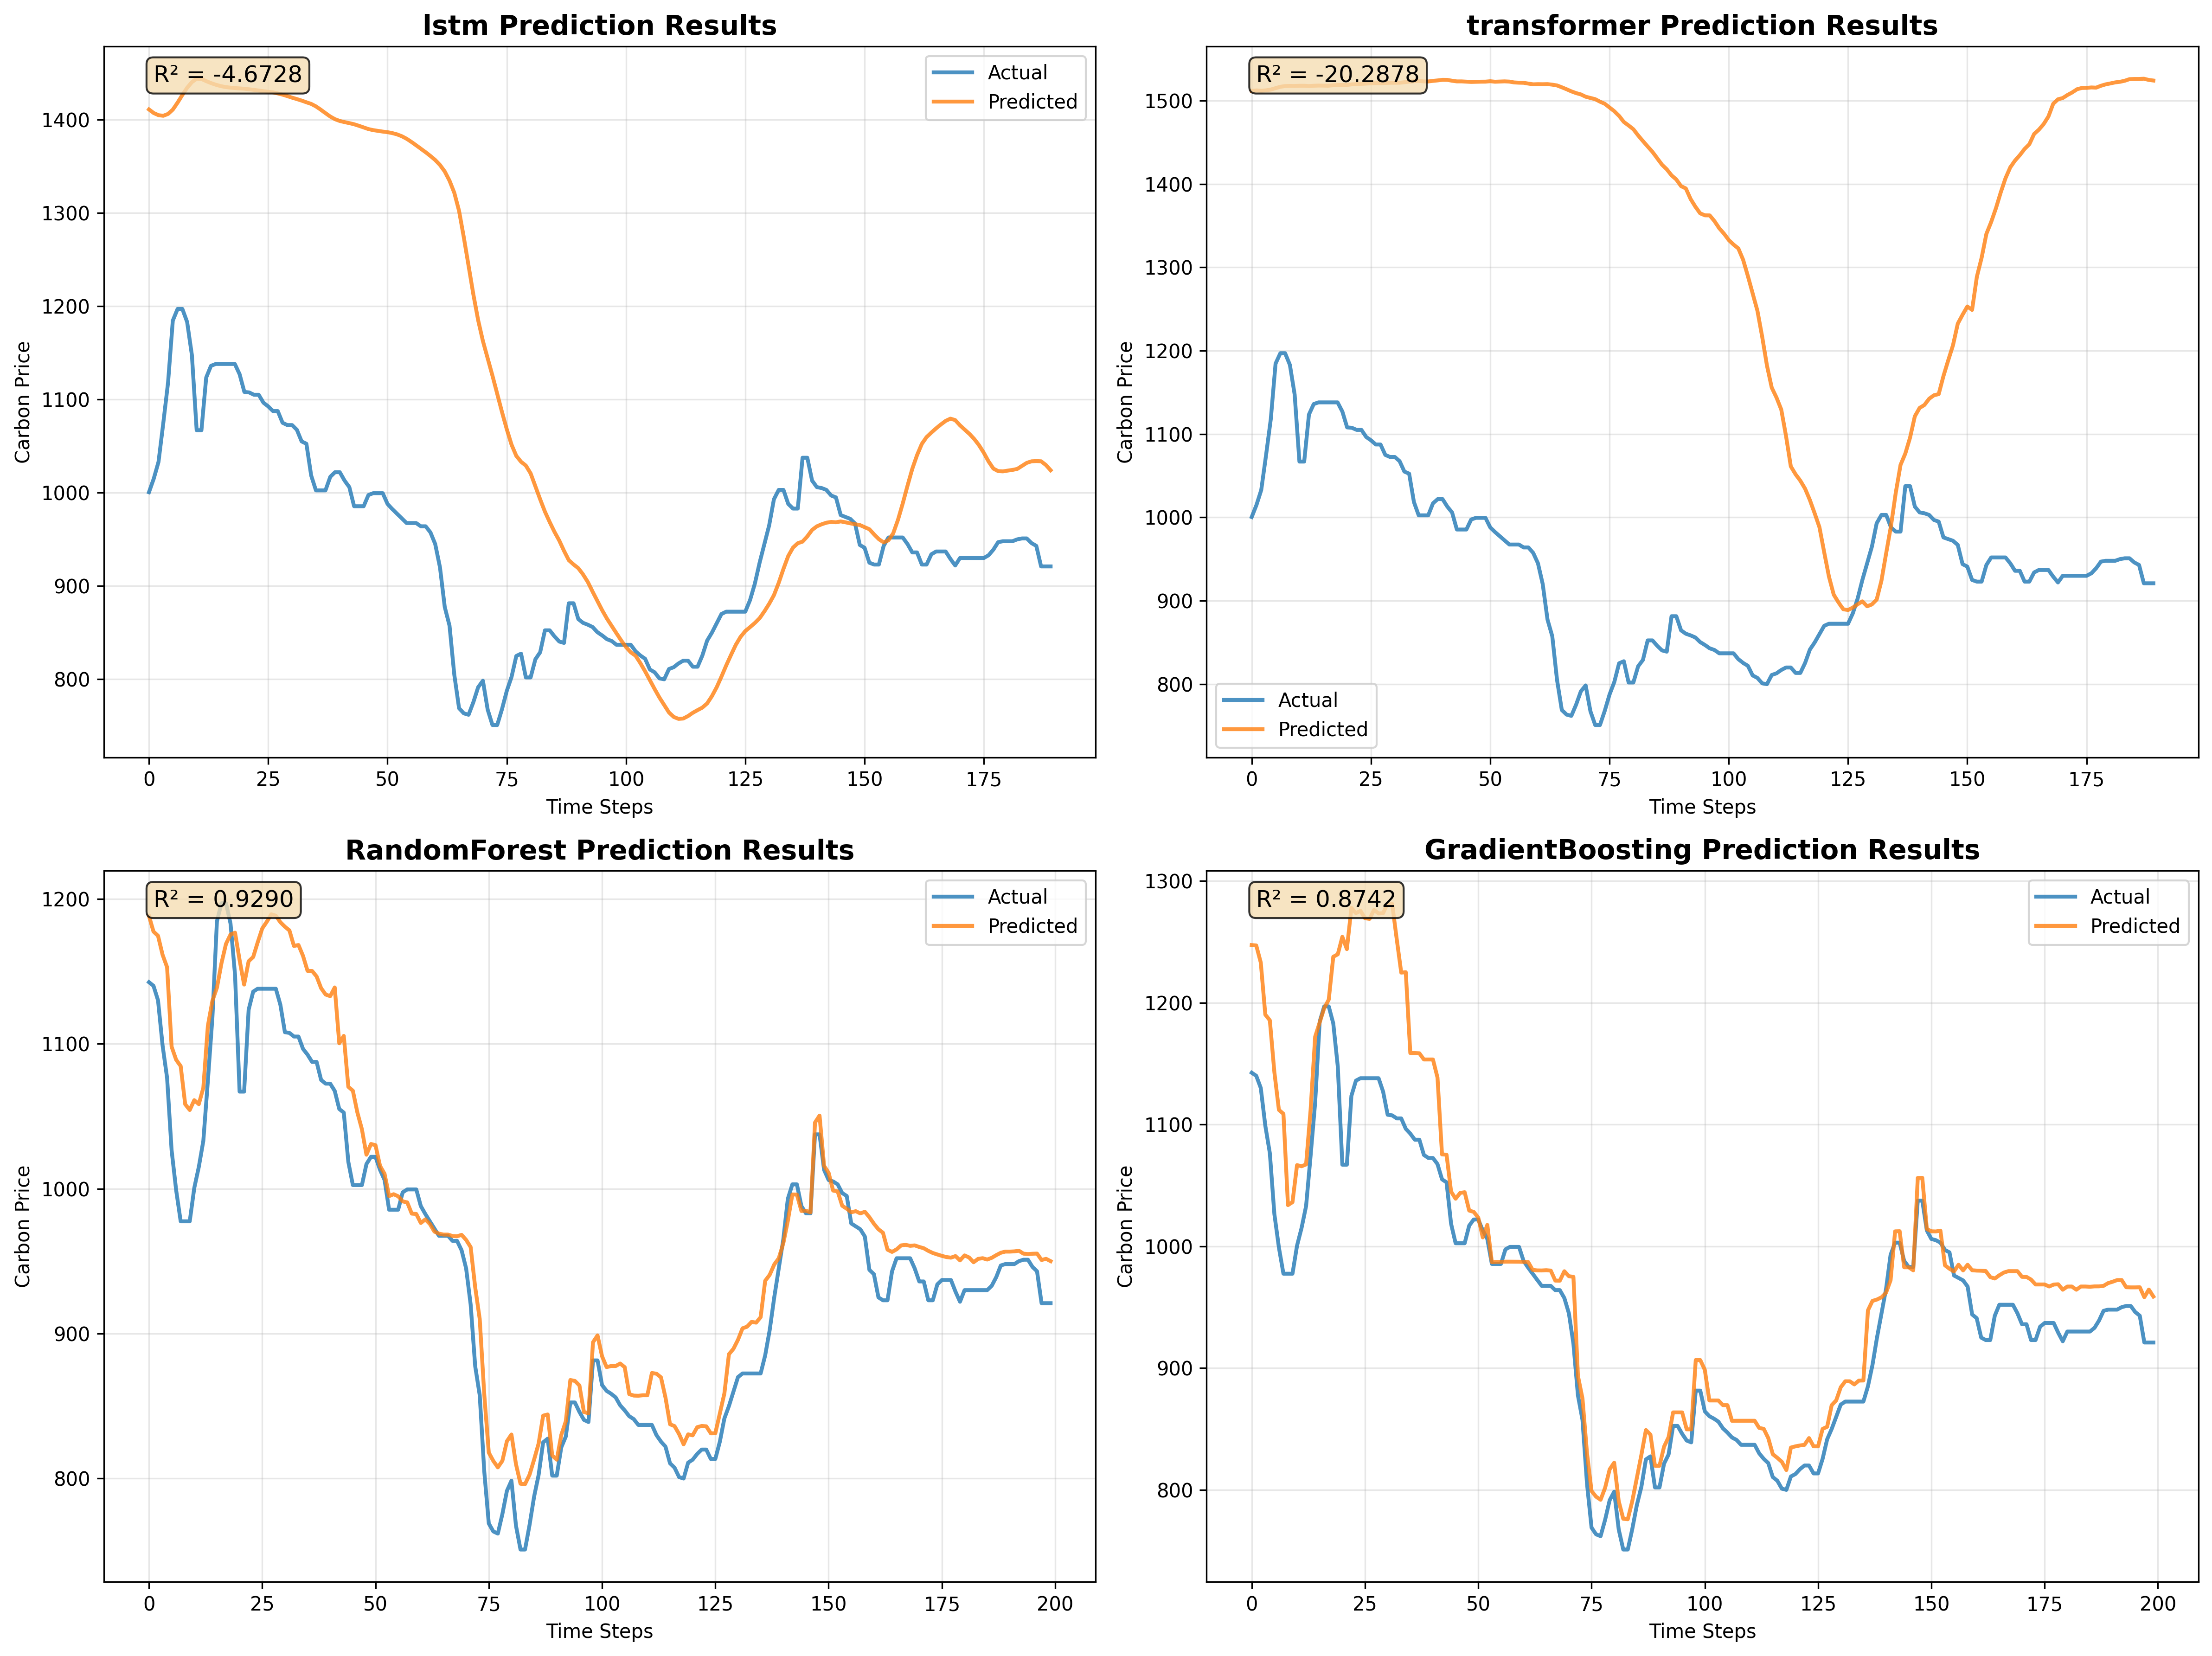 lstm Prediction Results
R² = -4.6728
Actual
Predicted
1400
1300
1200
1100
1000
900
800
Carbon Price
0 25 50 75 100 125 150 175
Time Steps
transformer Prediction Results
R² = -20.2878
1500
1400
1300
1200
1100
1000
900
800
Carbon Price
Actual
Predicted
0 25 50 75 100 125 150 175
Time Steps
RandomForest Prediction Results
R² = 0.9290
Actual
Predicted
1200
1100
1000
900
800
Carbon Price
0 25 50 75 100 125 150 175 200
Time Steps
GradientBoosting Prediction Results
R² = 0.8742
Actual
Predicted
1300
1200
1100
1000
900
800
Carbon Price
0 25 50 75 100 125 150 175 200
Time Steps